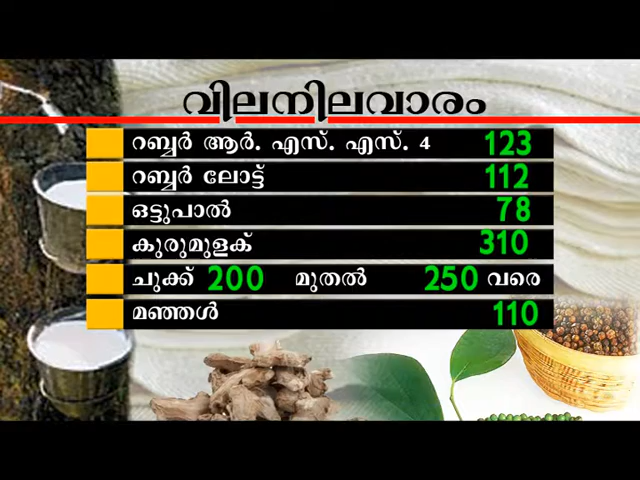 വിലനിലവാരം
റബ്ബർ ആർ. എസ്. എസ്. 4 123
റബ്ബർ ലോട്ട് 112
ഒട്ടുപാൽ 78
കുരുമുളക് 310
ചുക്ക് 200 മുതൽ 250 വരെ
മഞ്ഞൾ 110